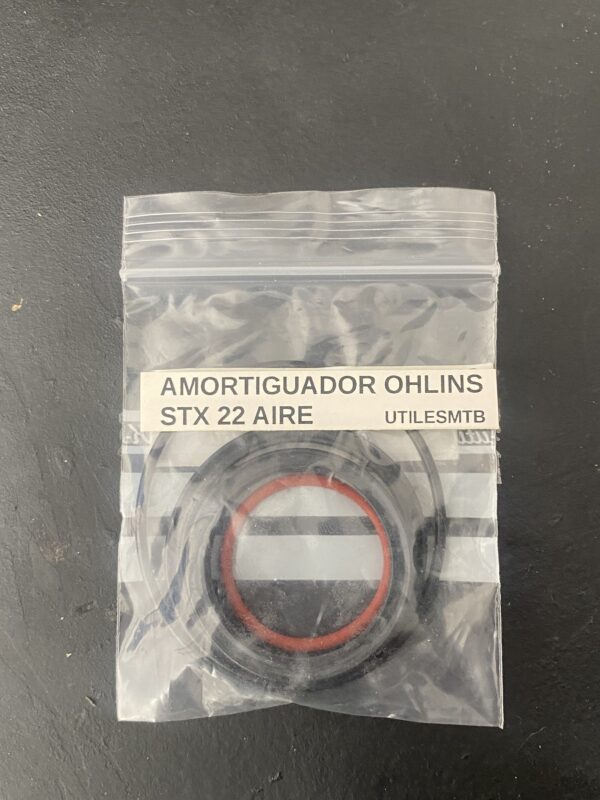 AMORTIGUADOR OHLINS
STX 22 AIRE UTILESMTB